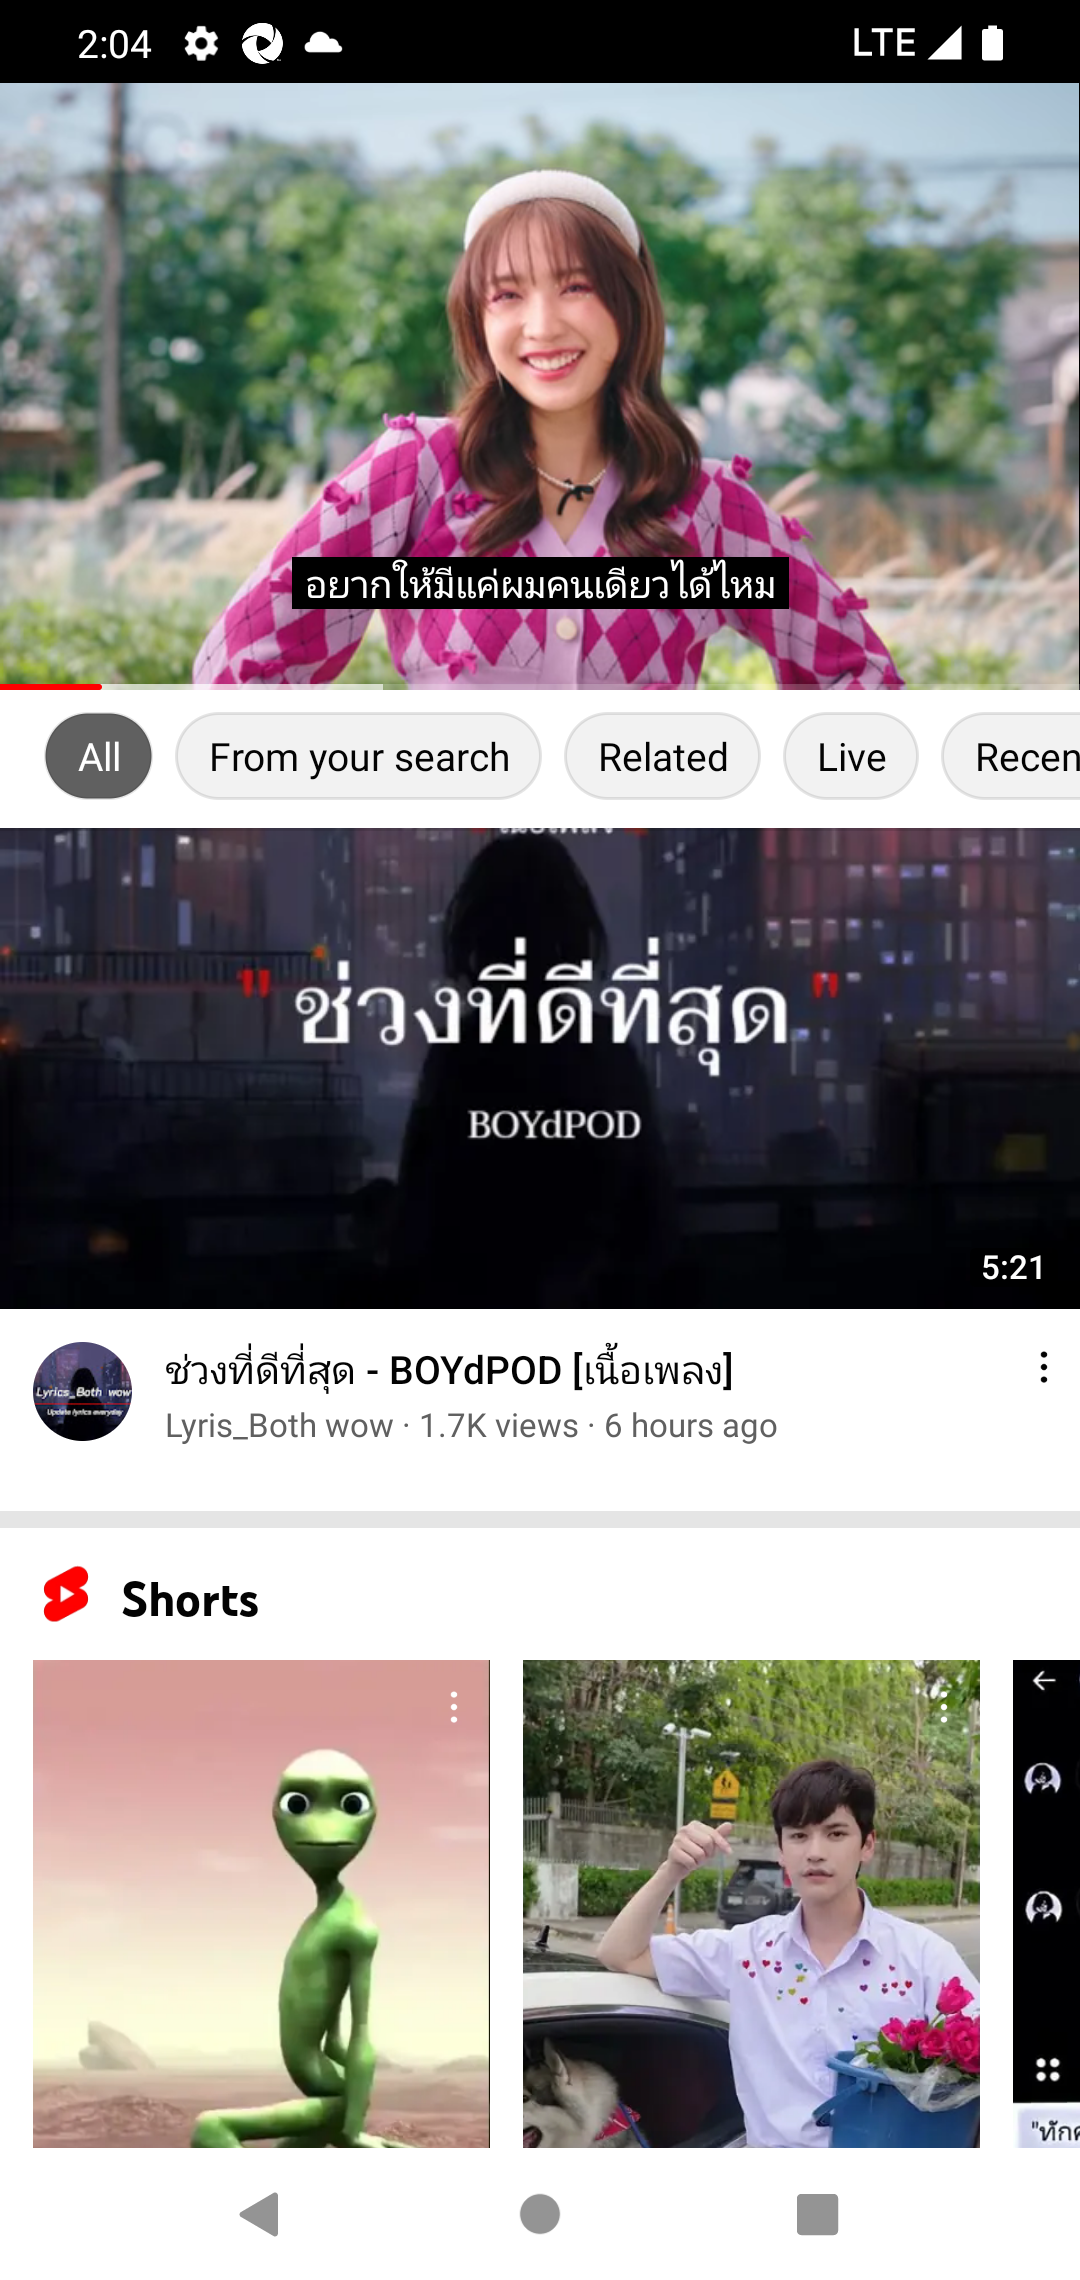 2:04
LTE
อยากให้มีแค่ผมคนเดียวได้ไหม
All From your search Related Live Recen
" ช่วงที่ดีที่สุด "
BOYdPOD
5:21
ช่วงที่ดีที่สุด - BOYdPOD [เนื้อเพลง]
Lyrics_Both wow
Update lyrics everyday
Lyris_Both wow · 1.7K views · 6 hours ago
Shorts